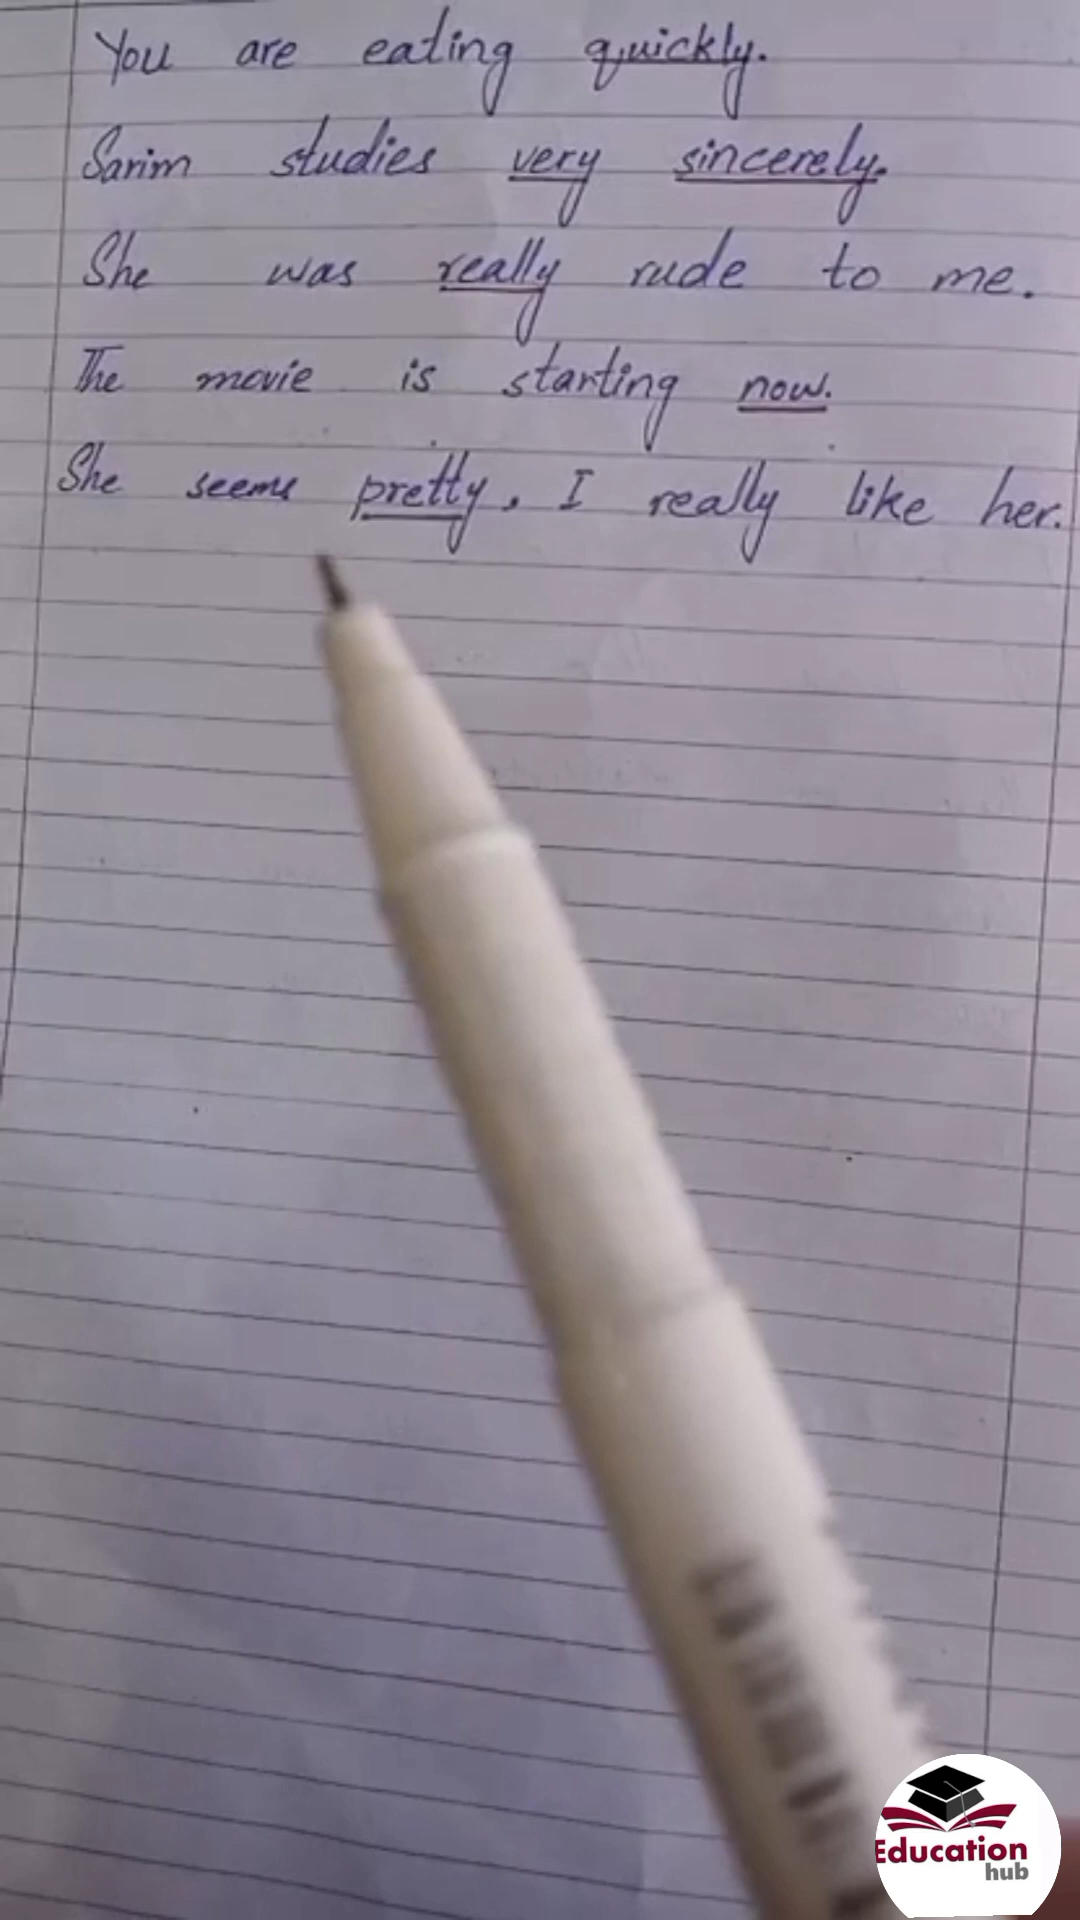 You are eating quickly.
Sarim studies very sincerely.
She was really rude to me.
The movie is starting now.
She seems pretty, I really like her.
Education
hub